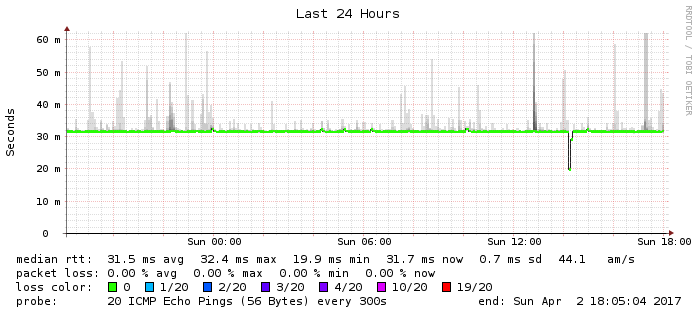 Last 24 Hours
RRDTOOL / TOBI OETIKER
Seconds
60 m
50 m
40 m
30 m
20 m
10 m
0
Sun 00:00 Sun 06:00 Sun 12:00 Sun 18:00
median rtt: 31.5 ms avg 32.4 ms max 19.9 ms min 31.7 ms now 0.7 ms sd 44.1 am/s
packet loss: 0.00 % avg 0.00 % max 0.00 % min 0.00 % now
loss color: 0 1/20 2/20 3/20 4/20 10/20 19/20
probe: 20 ICMP Echo Pings (56 Bytes) every 300s end: Sun Apr 2 18:05:04 2017